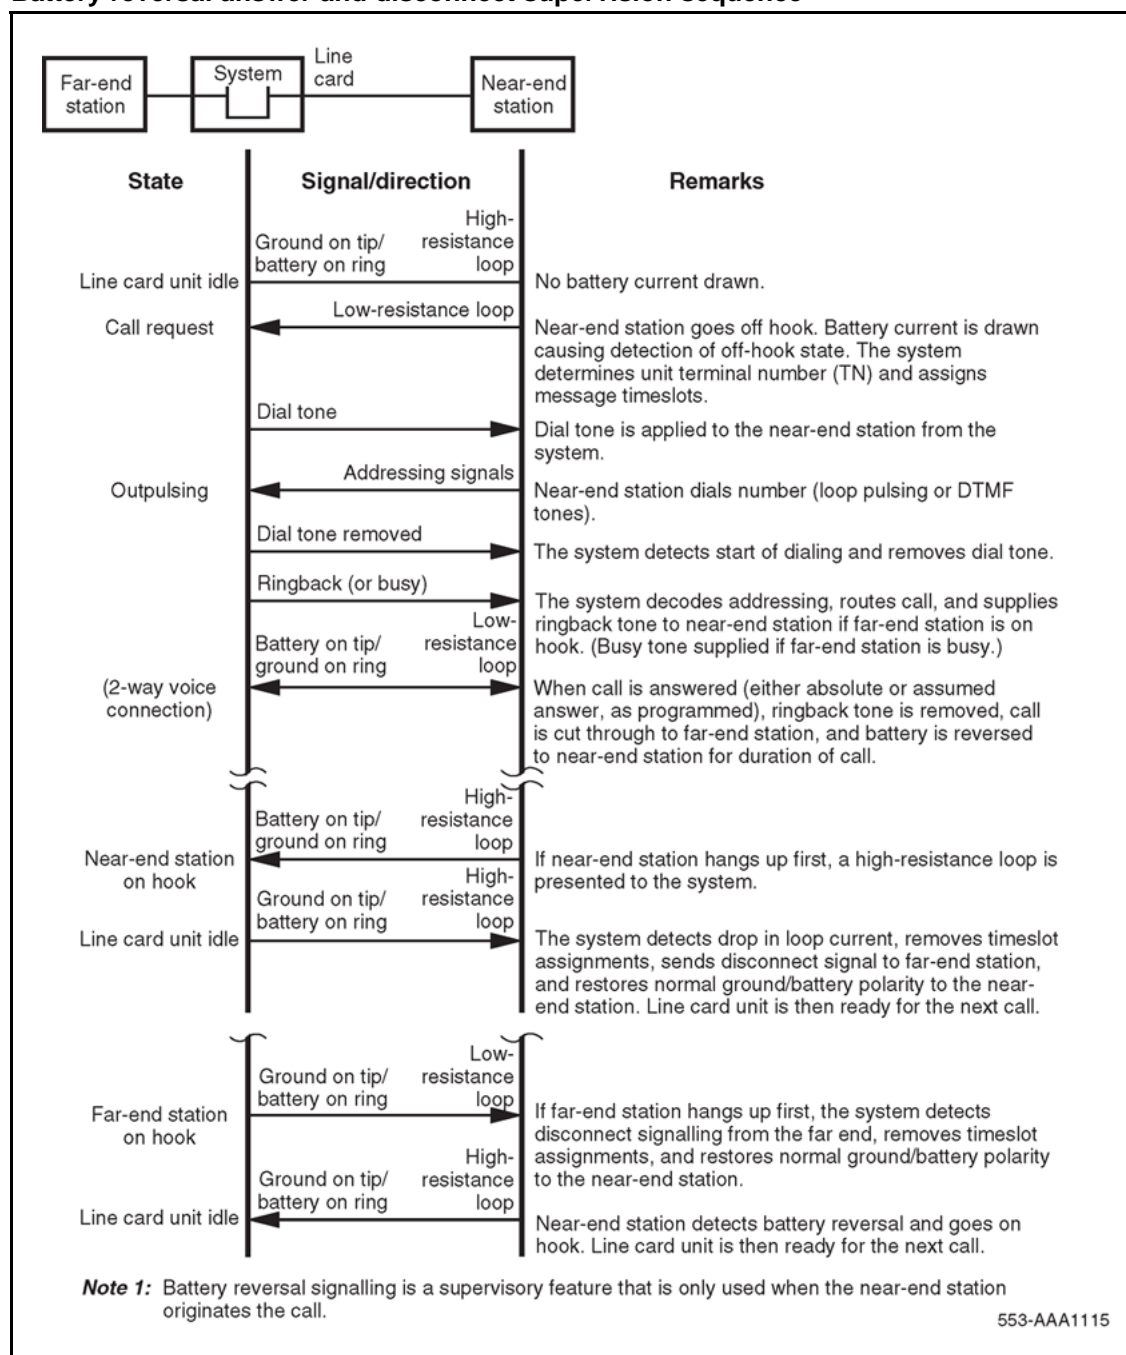 Battery reversal answer and disconnect supervision sequence
Far-end
station
System
Line
card
Near-end
station
State
Signal/direction
Remarks
Ground on tip/
battery on ring
High-
resistance
loop
Line card unit idle
No battery current drawn.
Low-resistance loop
Call request
Near-end station goes off hook. Battery current is drawn
causing detection of off-hook state. The system
determines unit terminal number (TN) and assigns
message timeslots.
Dial tone
Dial tone is applied to the near-end station from the
system.
Addressing signals
Outpulsing
Near-end station dials number (loop pulsing or DTMF
tones).
Dial tone removed
The system detects start of dialing and removes dial tone.
Ringback (or busy)
The system decodes addressing, routes call, and supplies
ringback tone to near-end station if far-end station is on
hook. (Busy tone supplied if far-end station is busy.)
Battery on tip/
ground on ring
Low-
resistance
loop
(2-way voice
connection)
When call is answered (either absolute or assumed
answer, as programmed), ringback tone is removed, call
is cut through to far-end station, and battery is reversed
to near-end station for duration of call.
Battery on tip/
ground on ring
High-
resistance
loop
Near-end station
on hook
If near-end station hangs up first, a high-resistance loop is
presented to the system.
Ground on tip/
battery on ring
High-
resistance
loop
Line card unit idle
The system detects drop in loop current, removes timeslot
assignments, sends disconnect signal to far-end station,
and restores normal ground/battery polarity to the near-
end station. Line card unit is then ready for the next call.
Ground on tip/
battery on ring
Low-
resistance
loop
Far-end station
on hook
If far-end station hangs up first, the system detects
disconnect signalling from the far end, removes timeslot
assignments, and restores normal ground/battery polarity
to the near-end station.
Ground on tip/
battery on ring
High-
resistance
loop
Line card unit idle
Near-end station detects battery reversal and goes on
hook. Line card unit is then ready for the next call.
Note 1: Battery reversal signalling is a supervisory feature that is only used when the near-end station
originates the call.
553-AAA1115